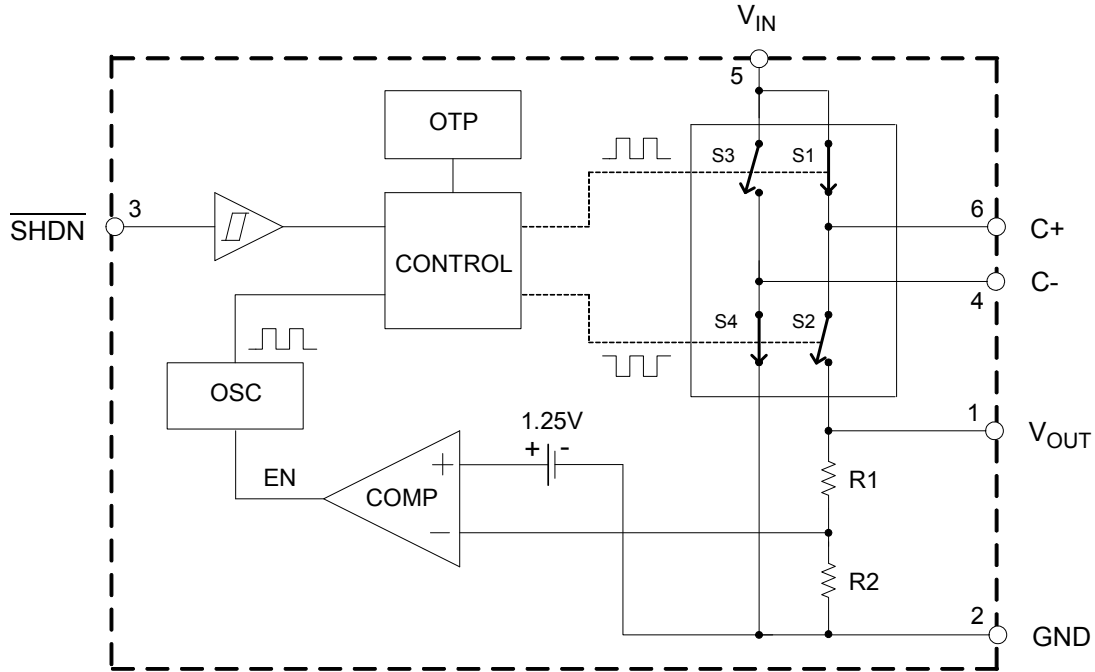 VIN
5
OTP
S3
S1
3
SHDN
6
C+
CONTROL
C-
4
S4
S2
OSC
1.25V
+ -
1
VOUT
EN
+
COMP
R1
−
R2
2
GND